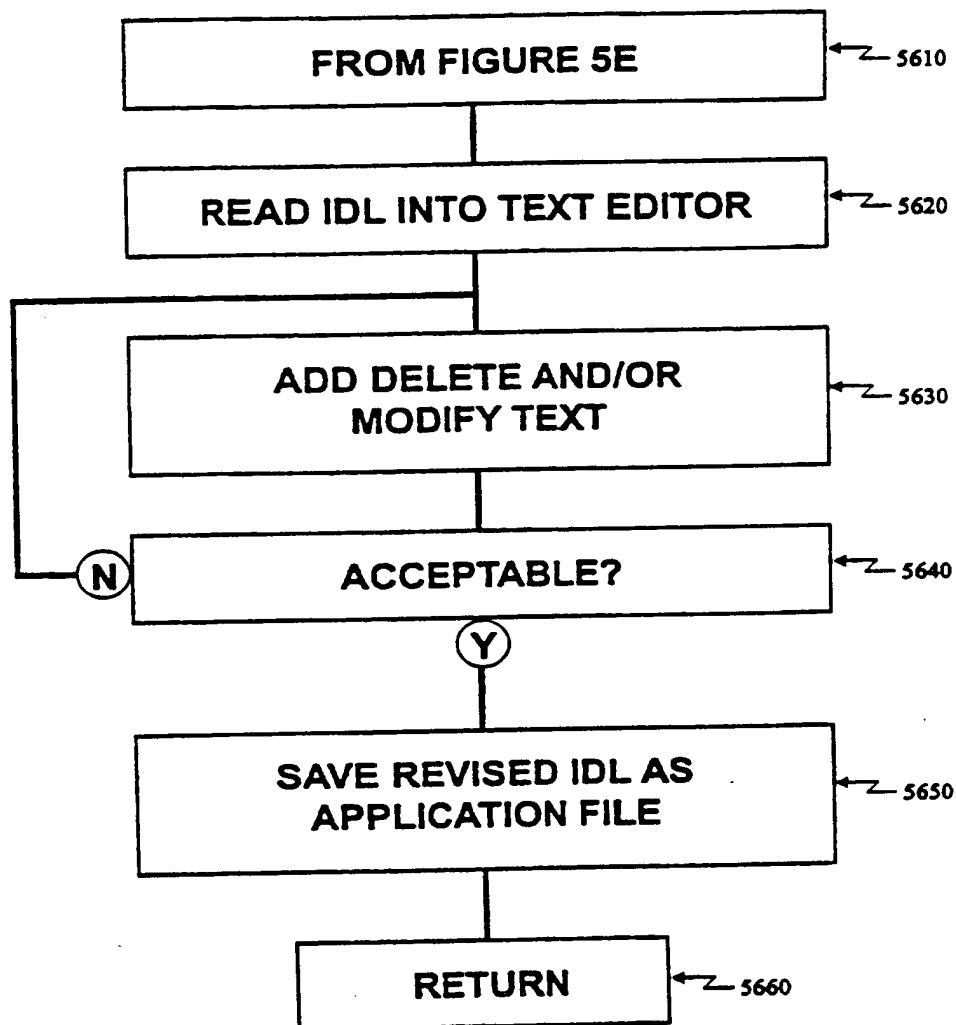 FROM FIGURE 5E
5610
READ IDL INTO TEXT EDITOR
5620
ADD DELETE AND/OR
MODIFY TEXT
5630
N
ACCEPTABLE?
5640
Y
SAVE REVISED IDL AS
APPLICATION FILE
5650
RETURN
5660